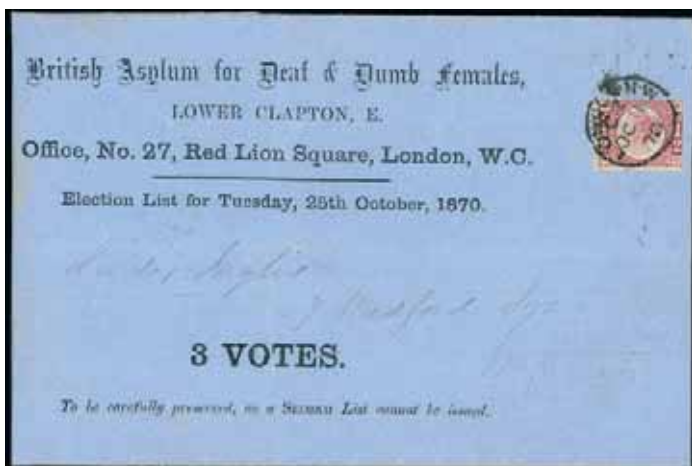 British Asylum for Deaf & Dumb Females,
LOWER CLAPTON, E.
Office, No. 27, Red Lion Square, London, W.C.
Election List for Tuesday, 25th October, 1870.
3 VOTES.
To be carefully preserved, as a SECOND List cannot be issued.